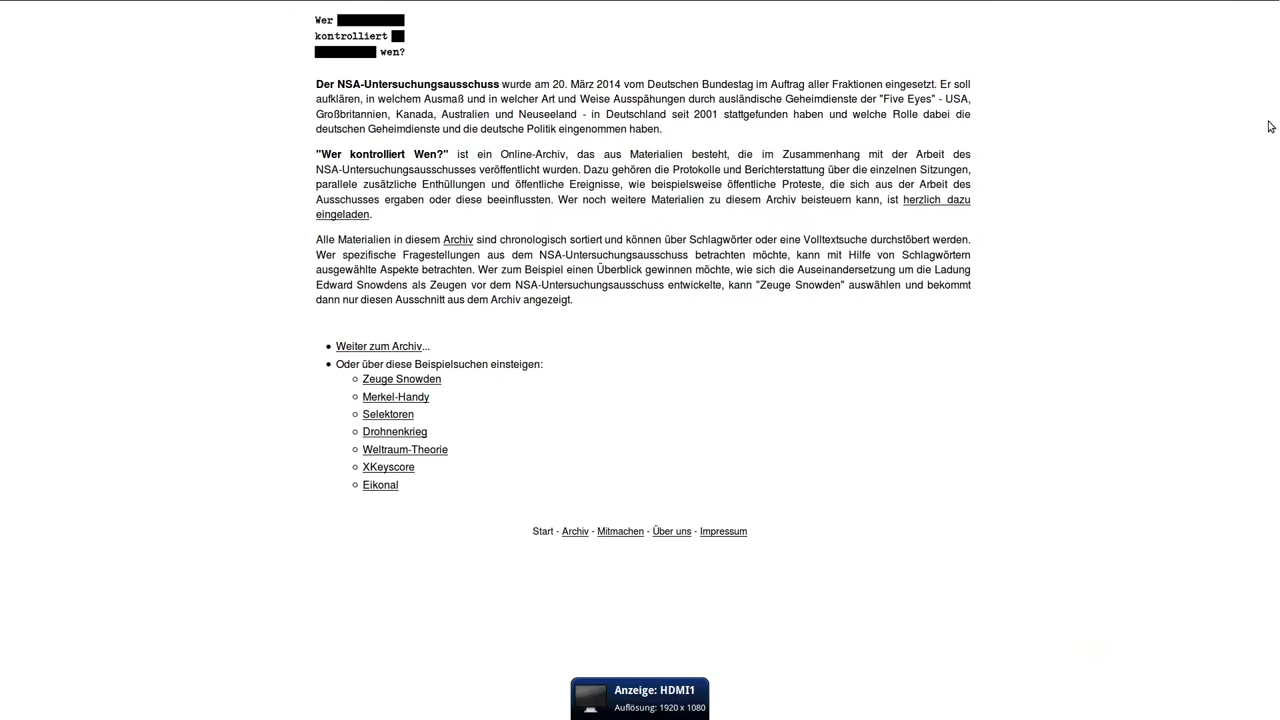 Wer
kontrolliert
wen?
Der NSA-Untersuchungsausschuss wurde am 20. März 2014 vom Deutschen Bundestag im Auftrag aller Fraktionen eingesetzt. Er soll
aufklären, in welchem Ausmaß und in welcher Art und Weise Ausspähungen durch ausländische Geheimdienste der "Five Eyes" - USA,
Großbritannien, Kanada, Australien und Neuseeland - in Deutschland seit 2001 stattgefunden haben und welche Rolle dabei die
deutschen Geheimdienste und die deutsche Politik eingenommen haben.
"Wer kontrolliert Wen?" ist ein Online-Archiv, das aus Materialien besteht, die im Zusammenhang mit der Arbeit des
NSA-Untersuchungsausschusses veröffentlicht wurden. Dazu gehören die Protokolle und Berichterstattung über die einzelnen Sitzungen,
parallele zusätzliche Enthüllungen und öffentliche Ereignisse, wie beispielsweise öffentliche Proteste, die sich aus der Arbeit des
Ausschusses ergaben oder diese beeinflussten. Wer noch weitere Materialien zu diesem Archiv beisteuern kann, ist herzlich dazu
eingeladen.
Alle Materialien in diesem Archiv sind chronologisch sortiert und können über Schlagwörter oder eine Volltextsuche durchstöbert werden.
Wer spezifische Fragestellungen aus dem NSA-Untersuchungsausschuss betrachten möchte, kann mit Hilfe von Schlagwörtern
ausgewählte Aspekte betrachten. Wer zum Beispiel einen Überblick gewinnen möchte, wie sich die Auseinandersetzung um die Ladung
Edward Snowdens als Zeugen vor dem NSA-Untersuchungsausschuss entwickelte, kann "Zeuge Snowden" auswählen und bekommt
dann nur diesen Ausschnitt aus dem Archiv angezeigt.
Weiter zum Archiv...
Oder über diese Beispielsuchen einsteigen:
Zeuge Snowden
Merkel-Handy
Selektoren
Drohnenkrieg
Weltraum-Theorie
XKeyscore
Eikonal
Start - Archiv - Mitmachen - Über uns - Impressum
Anzeige: HDMI1
Auflösung: 1920 x 1080